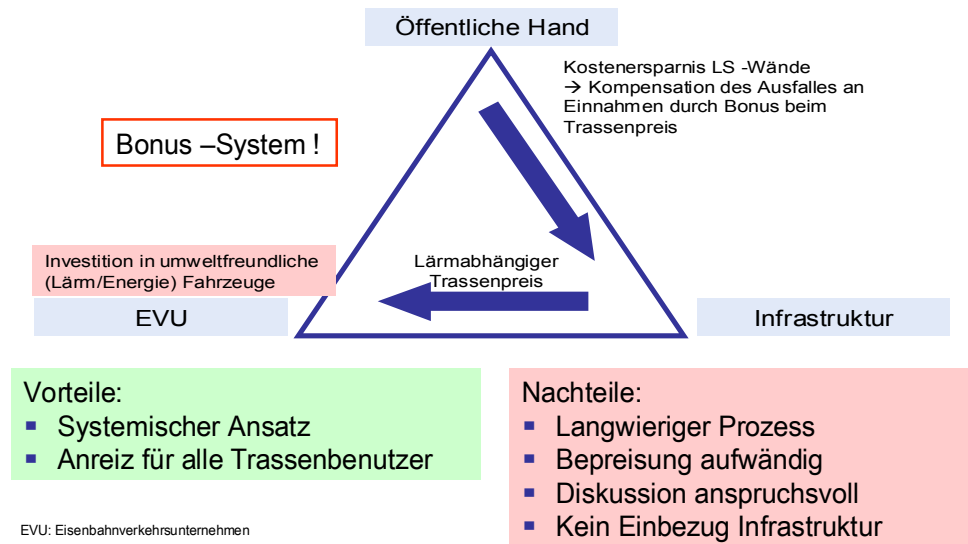 Öffentliche Hand
Kostenersparnis LS -Wände
→ Kompensation des Ausfalles an
Einnahmen durch Bonus beim
Trassenpreis
Bonus –System !
Investition in umweltfreundliche
(Lärm/Energie) Fahrzeuge
Lärmabhängiger
Trassenpreis
EVU
Infrastruktur
Vorteile:
▪ Systemischer Ansatz
▪ Anreiz für alle Trassenbenutzer
Nachteile:
▪ Langwieriger Prozess
▪ Bepreisung aufwändig
▪ Diskussion anspruchsvoll
▪ Kein Einbezug Infrastruktur
EVU: Eisenbahnverkehrsunternehmen